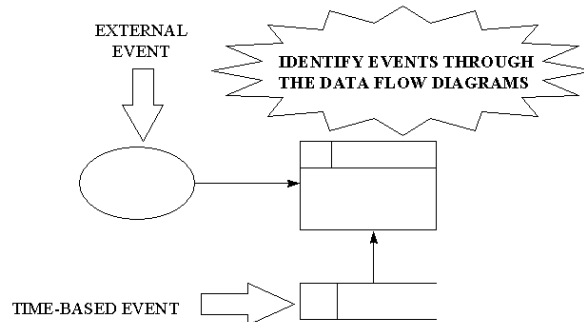 EXTERNAL
EVENT
IDENTIFY EVENTS THROUGH
THE DATA FLOW DIAGRAMS
TIME-BASED EVENT